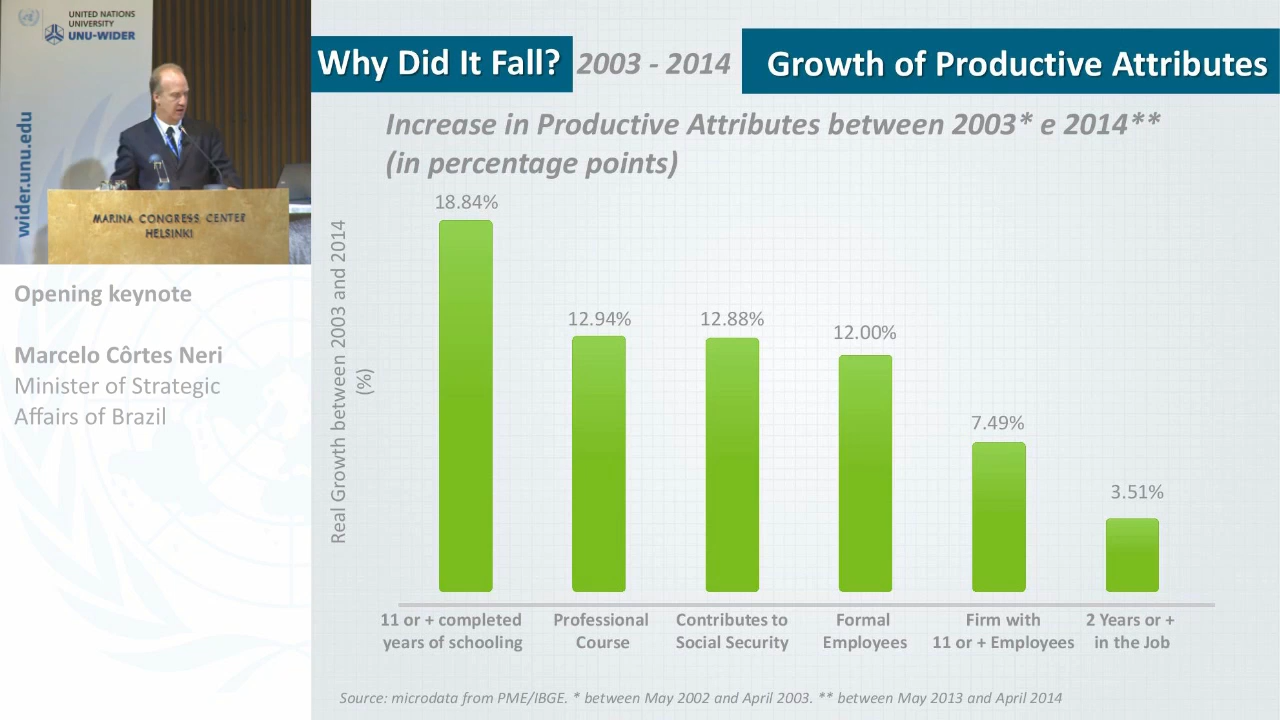 UNITED NATIONS
UNIVERSITY
UNU-WIDER
wider.unu.edu
MARINA CONGRESS CENTER
HELSINKI
Opening keynote
Marcelo Côrtes Neri
Minister of Strategic
Affairs of Brazil
Why Did It Fall? 2003 - 2014 Growth of Productive Attributes
Increase in Productive Attributes between 2003* e 2014**
(in percentage points)
Real Growth between 2003 and 2014
(%)
18.84%
12.94%
12.88%
12.00%
7.49%
3.51%
11 or + completed
years of schooling
Professional
Course
Contributes to
Social Security
Formal
Employees
Firm with
11 or + Employees
2 Years or +
in the Job
Source: microdata from PME/IBGE. * between May 2002 and April 2003. ** between May 2013 and April 2014